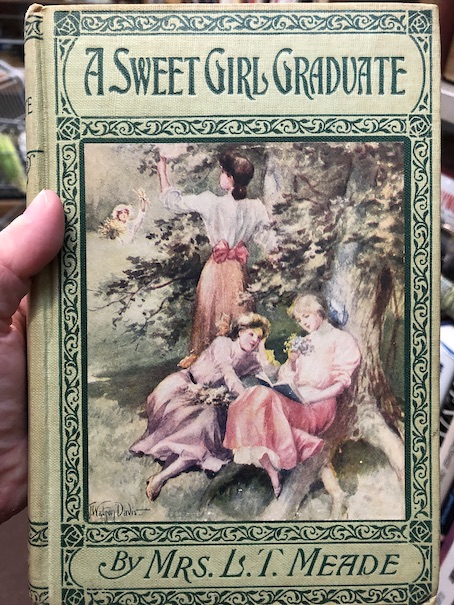 A SWEET GIRL GRADUATE
BY MRS. L. T. MEADE